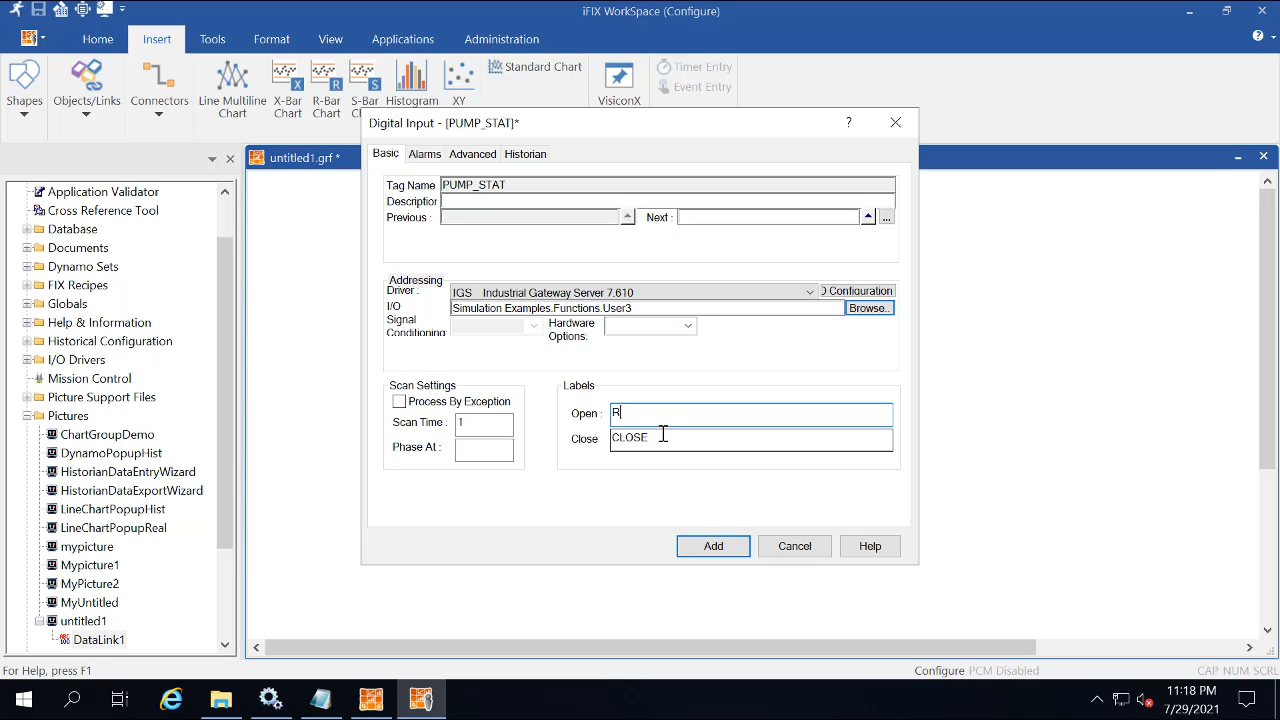 iFIX WorkSpace (Configure)
Home Insert Tools Format View Applications Administration
Shapes
Objects/Links
Connectors
Line Multiline
Chart
X-Bar
Chart
R-Bar
Chart
S-Bar
Chart
Histogram
XY
Standard Chart
VisiconX
Timer Entry
Event Entry
untitled1.grf *
Application Validator
Cross Reference Tool
Database
Documents
Dynamo Sets
FIX Recipes
Globals
Help & Information
Historical Configuration
I/O Drivers
Mission Control
Picture Support Files
Pictures
ChartGroupDemo
DynamoPopupHist
HistorianDataEntryWizard
HistorianDataExportWizard
LineChartPopupHist
LineChartPopupReal
mypicture
Mypicture1
MyPicture2
MyUntitled
untitled1
DataLink1
Digital Input - [PUMP_STAT]*
Basic Alarms Advanced Historian
Tag Name PUMP_STAT
Description
Previous : Next : ...
Addressing
Driver: IGS Industrial Gateway Server 7.610 O Configuration
I/O Simulation Examples.Functions.User3 Browse..
Signal
Conditioning:
Hardware
Options:
Scan Settings
Process By Exception
Scan Time : 1
Phase At :
Labels
Open : R
Close CLOSE
Add Cancel Help
For Help, press F1
Configure PCM Disabled
CAP NUM SCRL
11:18 PM
7/29/2021